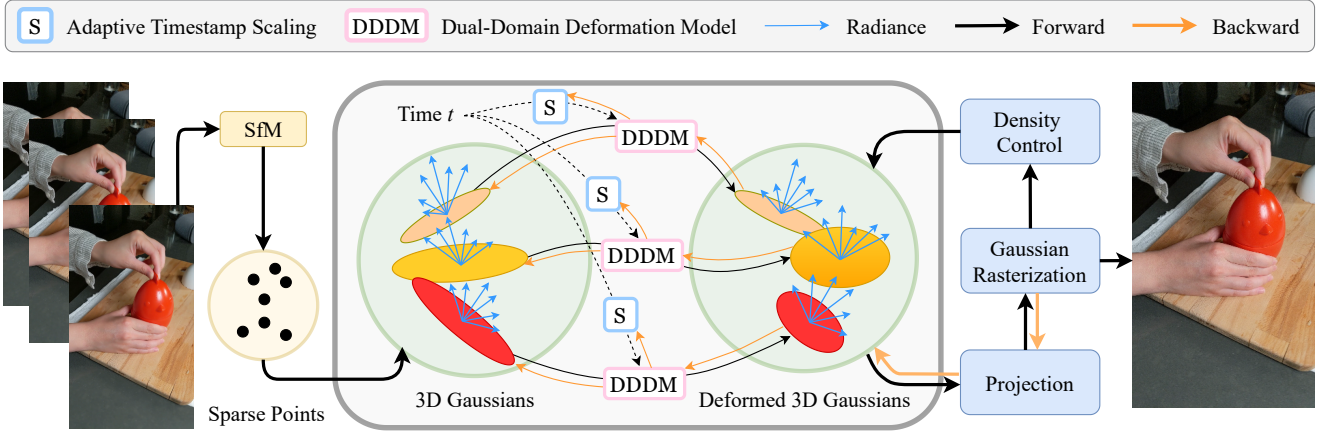 S Adaptive Timestamp Scaling DDDM Dual-Domain Deformation Model Radiance Forward Backward
SfM
Sparse Points
Time t
S
DDDM
S
DDDM
S
DDDM
3D Gaussians
Deformed 3D Gaussians
Density
Control
Gaussian
Rasterization
Projection